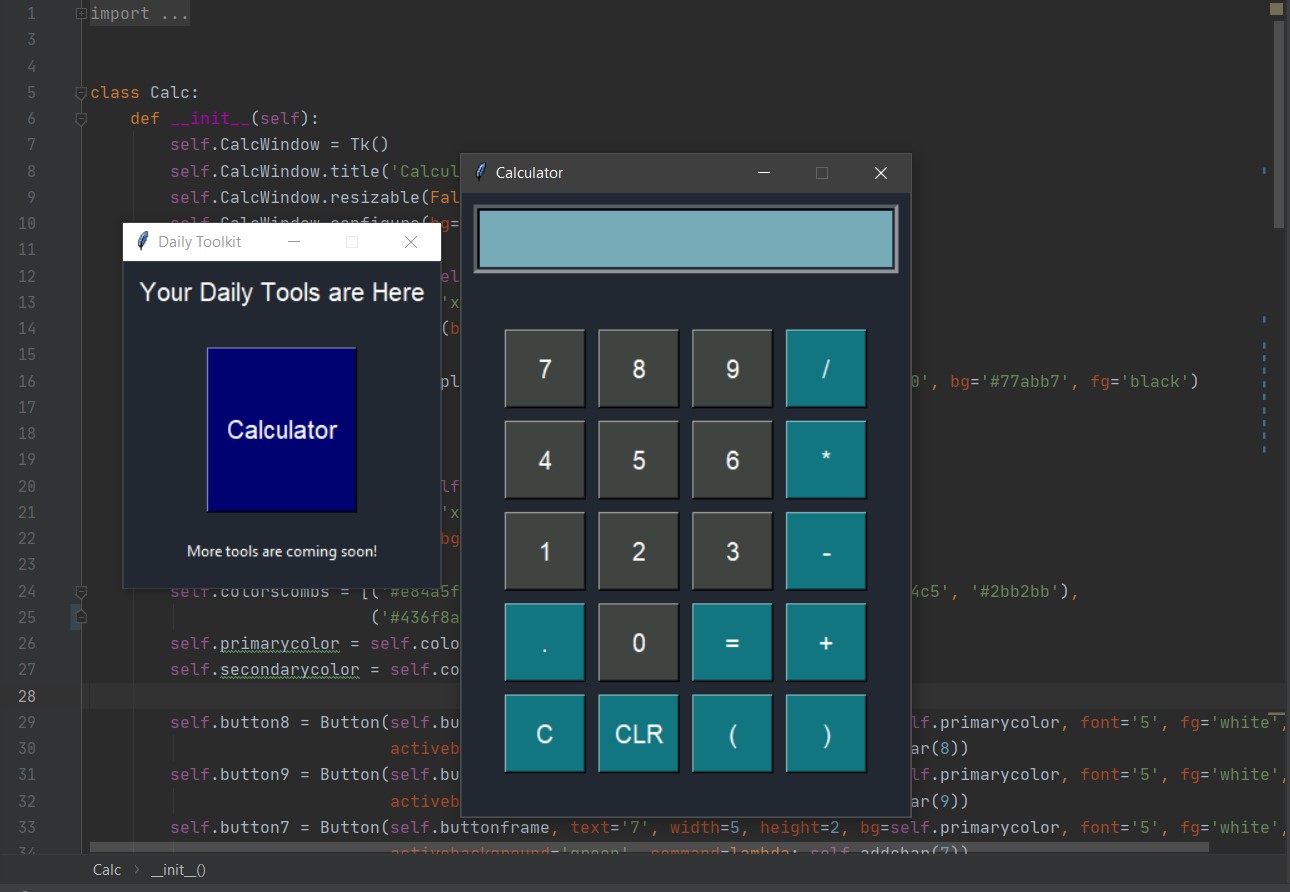 1 import ...
3
4
5 class Calc:
6 def __init__(self):
7 self.CalcWindow = Tk()
8 self.CalcWindow.title('Calcul
9 self.CalcWindow.resizable(Fal
10 self.CalcWindow.configure(bg=
11
12 el
13 'x
14 (b
15
16 pl 0', bg='#77abb7', fg='black')
17
18
19
20 lf
21 'x
22 bg
23
24 self.colorsCombs = [('#e84a5f 4c5', '#2bb2bb'),
25 ('#436f8a
26 self.primarycolor = self.colo
27 self.secondarycolor = self.co
28
29 self.button8 = Button(self.bu lf.primarycolor, font='5', fg='white',
30 activeb ar(8))
31 self.button9 = Button(self.bu lf.primarycolor, font='5', fg='white',
32 activeb ar(9))
33 self.button7 = Button(self.buttonframe, text='7', width=5, height=2, bg=self.primarycolor, font='5', fg='white',
34 activebackground='green', command=lambda: self.addchar(7))
Calc > __init__()
Daily Toolkit
Your Daily Tools are Here
Calculator
More tools are coming soon!
Calculator
7 8 9 /
4 5 6 *
1 2 3 -
. 0 = +
C CLR ( )